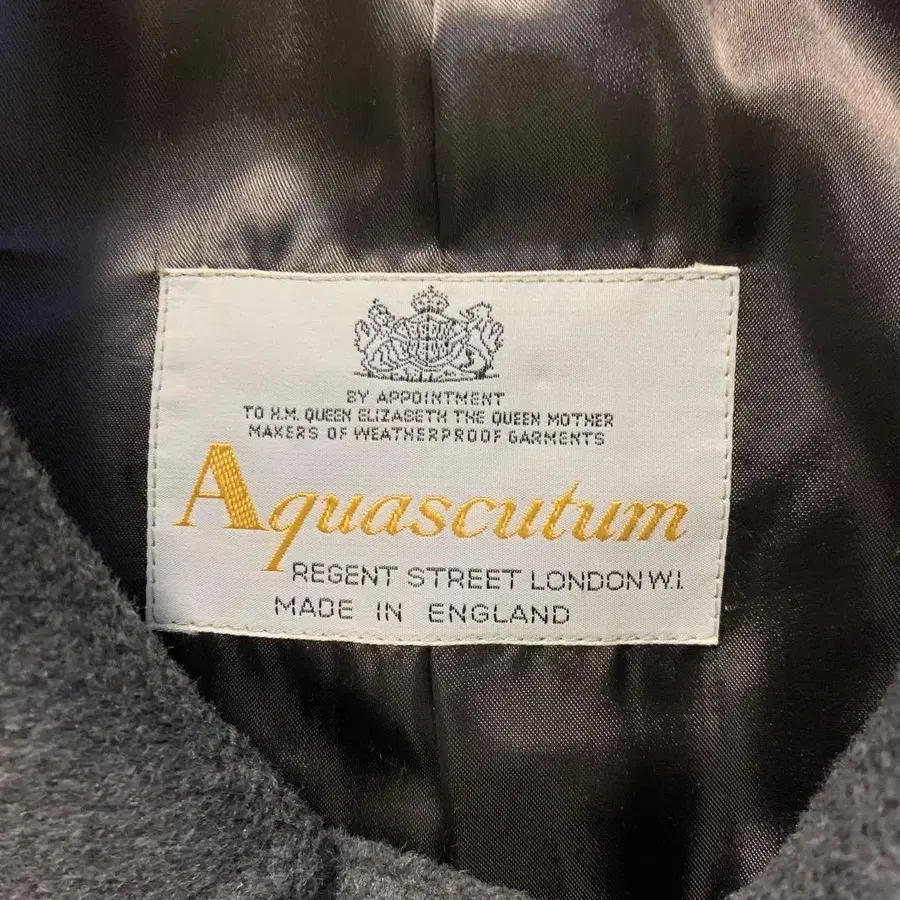 BY APPOINTMENT
TO H.M. QUEEN ELIZABETH THE QUEEN MOTHER
MAKERS OF WEATHERPROOF GARMENTS
Aquascutum
REGENT STREET LONDON W.I.
MADE IN ENGLAND